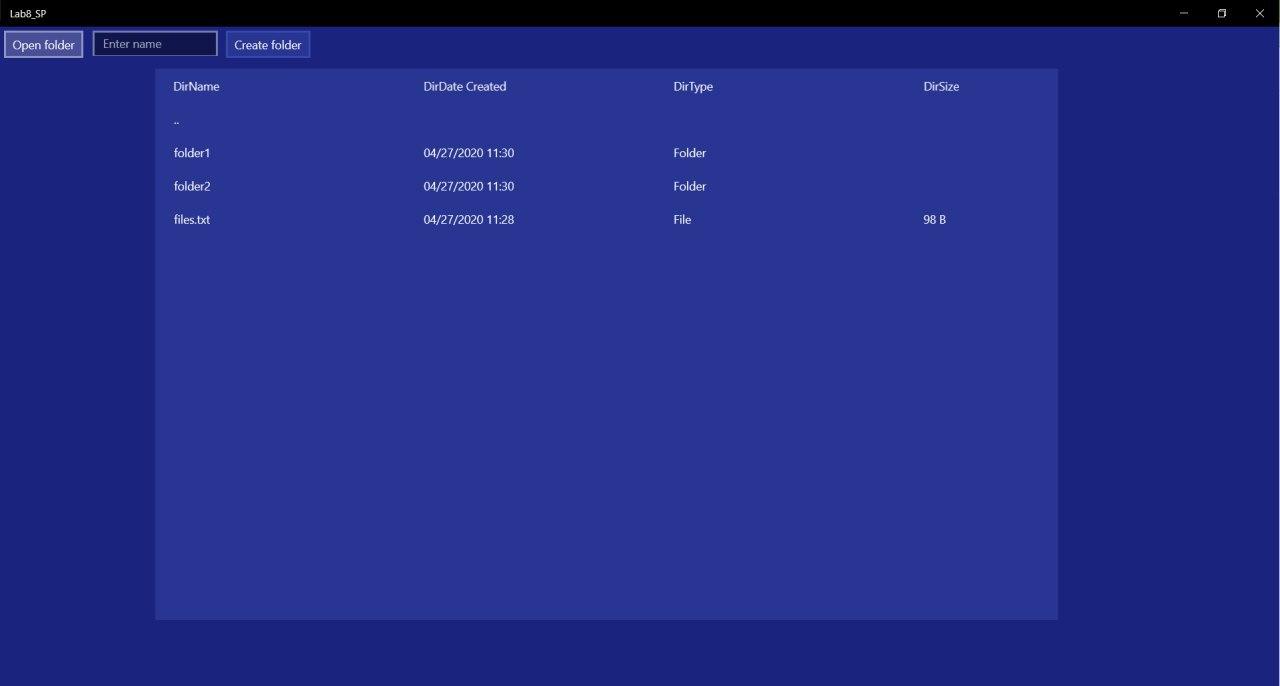 Lab8_SP
Open folder Enter name Create folder
DirName DirDate Created DirType DirSize
..
folder1 04/27/2020 11:30 Folder
folder2 04/27/2020 11:30 Folder
files.txt 04/27/2020 11:28 File 98 B